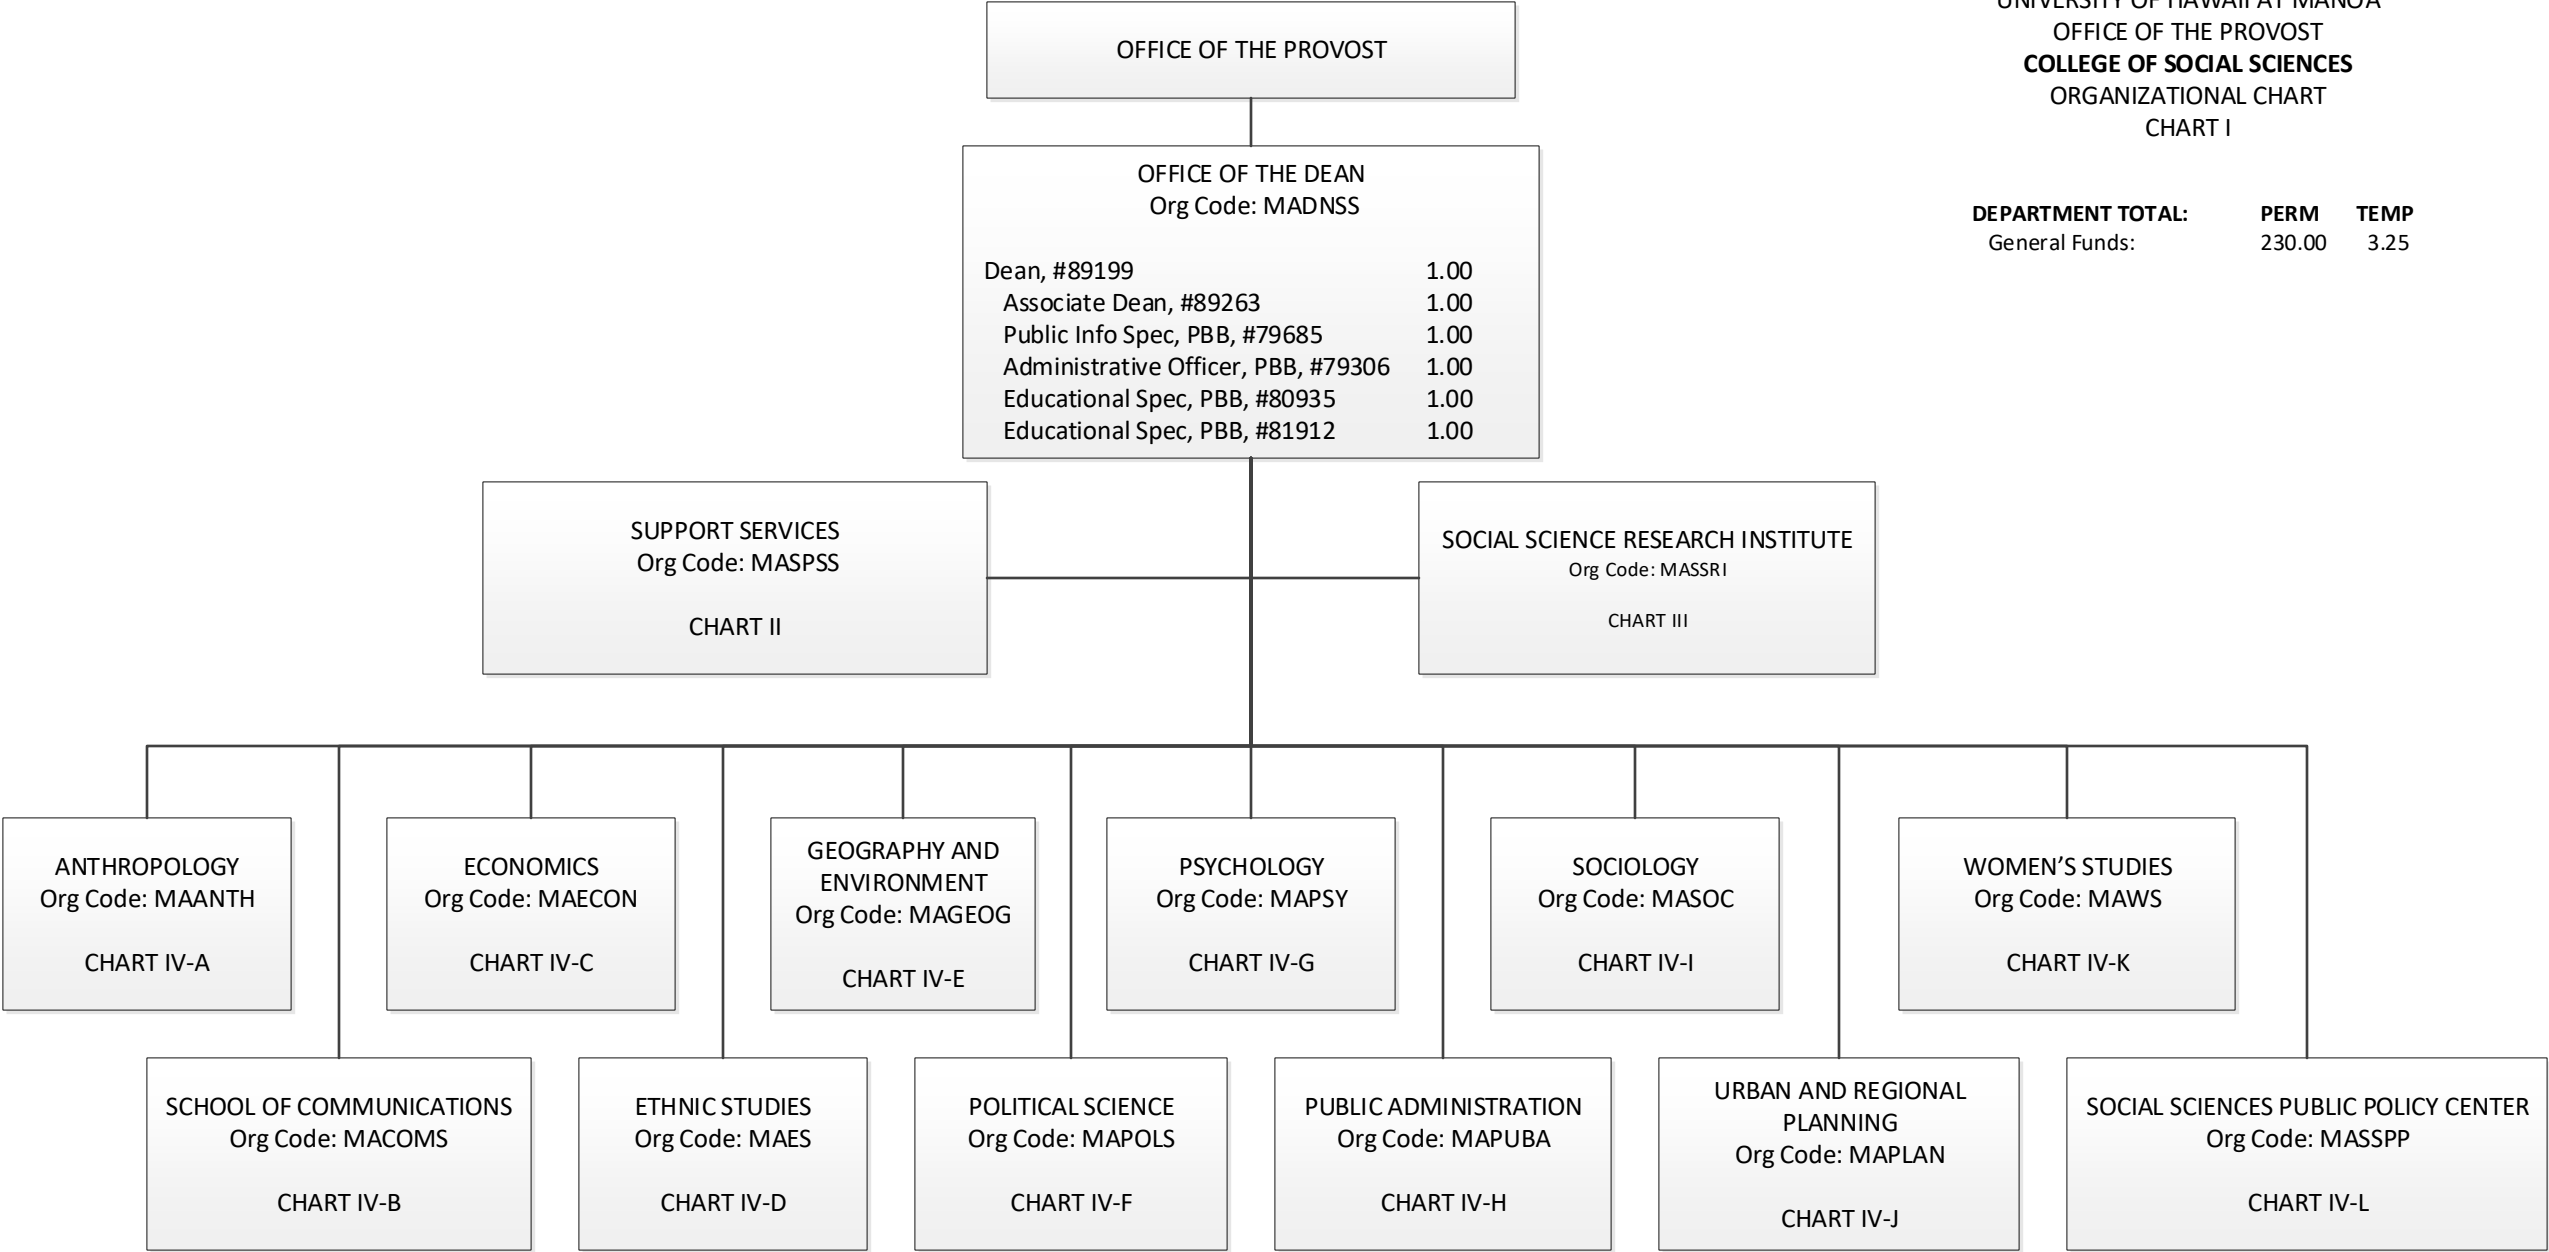 UNIVERSITY OF HAWAII AT MANOA
OFFICE OF THE PROVOST
COLLEGE OF SOCIAL SCIENCES
ORGANIZATIONAL CHART
CHART I
DEPARTMENT TOTAL: PERM TEMP
General Funds: 230.00 3.25
OFFICE OF THE PROVOST
OFFICE OF THE DEAN
Org Code: MADNSS
Dean, #89199 1.00
Associate Dean, #89263 1.00
Public Info Spec, PBB, #79685 1.00
Administrative Officer, PBB, #79306 1.00
Educational Spec, PBB, #80935 1.00
Educational Spec, PBB, #81912 1.00
SUPPORT SERVICES
Org Code: MASPSS
CHART II
SOCIAL SCIENCE RESEARCH INSTITUTE
Org Code: MASSRI
CHART III
ANTHROPOLOGY
Org Code: MAANTH
CHART IV-A
ECONOMICS
Org Code: MAECON
CHART IV-C
GEOGRAPHY AND
ENVIRONMENT
Org Code: MAGEOG
CHART IV-E
PSYCHOLOGY
Org Code: MAPSY
CHART IV-G
SOCIOLOGY
Org Code: MASOC
CHART IV-I
WOMEN’S STUDIES
Org Code: MAWS
CHART IV-K
SCHOOL OF COMMUNICATIONS
Org Code: MACOMS
CHART IV-B
ETHNIC STUDIES
Org Code: MAES
CHART IV-D
POLITICAL SCIENCE
Org Code: MAPOLS
CHART IV-F
PUBLIC ADMINISTRATION
Org Code: MAPUBA
CHART IV-H
URBAN AND REGIONAL
PLANNING
Org Code: MAPLAN
CHART IV-J
SOCIAL SCIENCES PUBLIC POLICY CENTER
Org Code: MASSPP
CHART IV-L